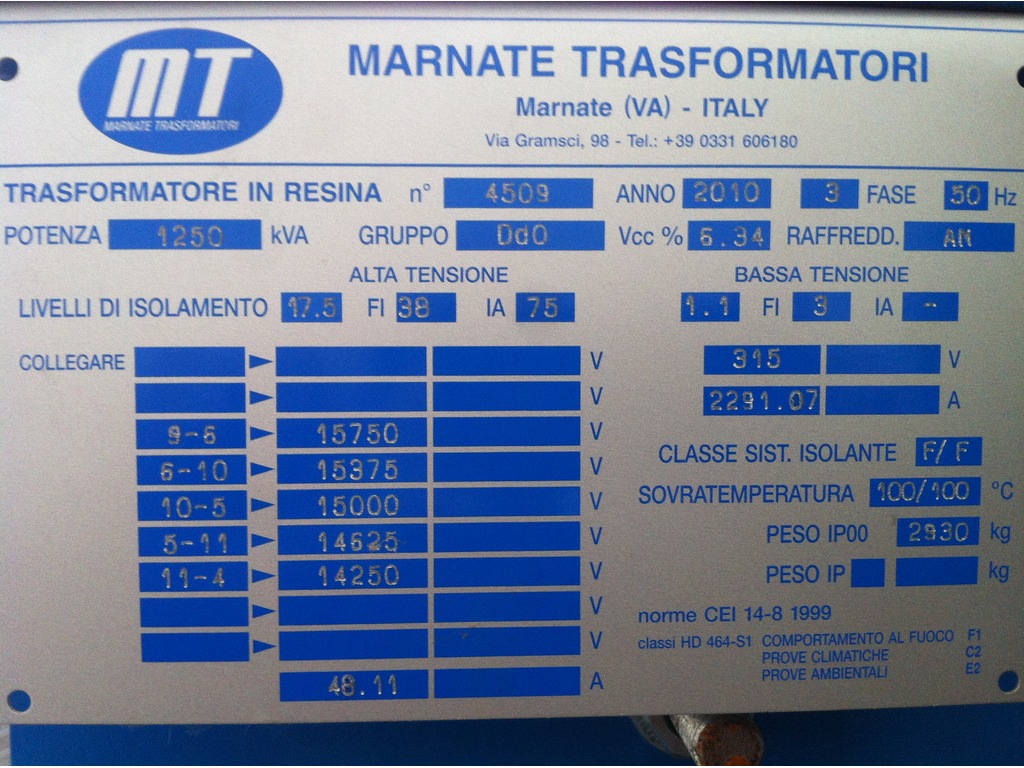 MT
MARNATE TRASFORMATORI
MARNATE TRASFORMATORI
Marnate (VA) - ITALY
Via Gramsci, 98 - Tel.: +39 0331 606180
TRASFORMATORE IN RESINA n° 4509 ANNO 2010 3 FASE 50 Hz
POTENZA 1250 kVA GRUPPO Dd0 Vcc % 6.34 RAFFREDD. AN
ALTA TENSIONE BASSA TENSIONE
LIVELLI DI ISOLAMENTO 17.5 FI 38 IA 75 1.1 FI 3 IA -
COLLEGARE V 315 V
V 2291.07 A
9-6 15750 V
6-10 15375 V CLASSE SIST. ISOLANTE F/F
10-5 15000 V SOVRATEMPERATURA 100/100 °C
5-11 14625 V PESO IP00 2930 kg
11-4 14250 V PESO IP kg
V norme CEI 14-8 1999
V classi HD 464-S1 COMPORTAMENTO AL FUOCO F1
PROVE CLIMATICHE C2
48.11 A PROVE AMBIENTALI E2